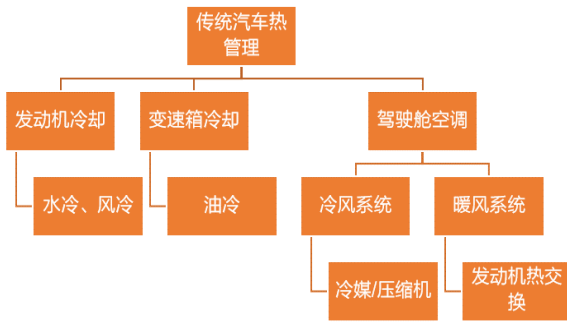 传统汽车热
管理
发动机冷却
变速箱冷却
驾驶舱空调
水冷、风冷
油冷
冷风系统
暖风系统
冷媒/压缩机
发动机热交
换